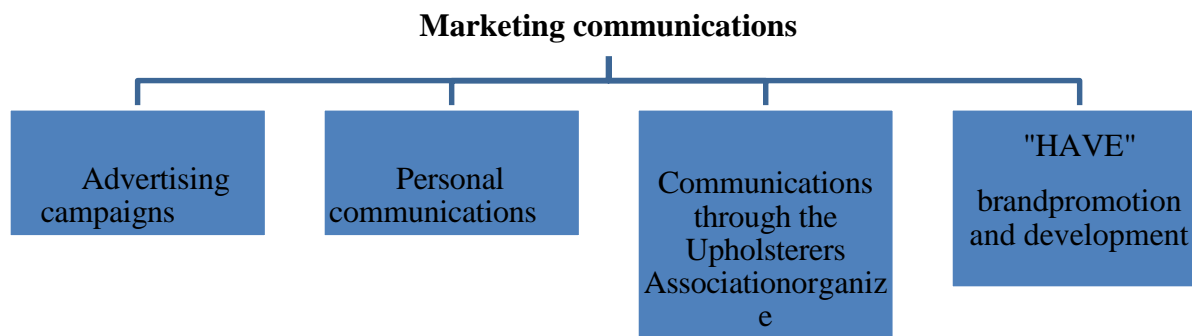 Marketing communications
Advertising
campaigns
Personal
communications
Communications
through the
Upholsterers
Associationorganiz
e
"HAVE"
brandpromotion
and development